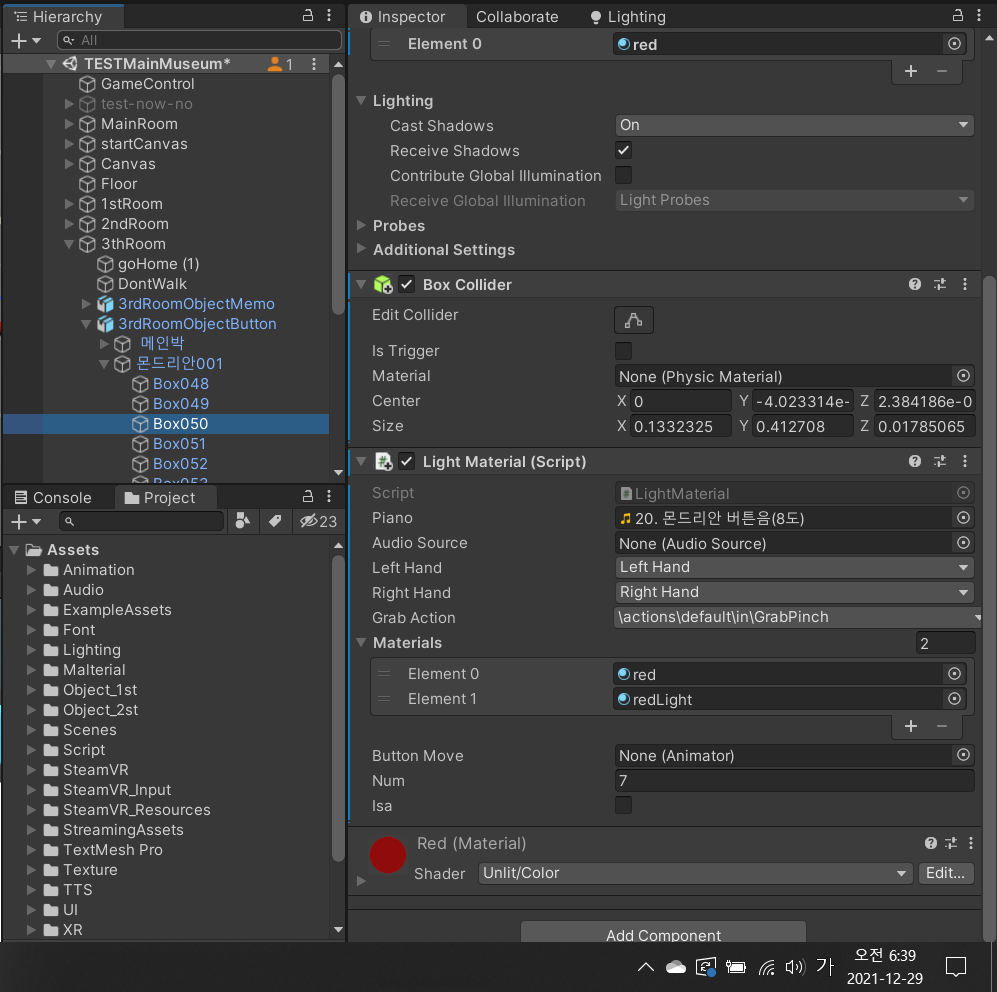 Hierarchy
All
TESTMainMuseum*
1
GameControl
test-now-no
MainRoom
startCanvas
Canvas
Floor
1stRoom
2ndRoom
3thRoom
goHome (1)
DontWalk
3rdRoomObjectMemo
3rdRoomObjectButton
메인박
몬드리안001
Box048
Box049
Box050
Box051
Box052
Console
Project
23
Assets
Animation
Audio
ExampleAssets
Font
Lighting
Malterial
Object_1st
Object_2st
Scenes
Script
SteamVR
SteamVR_Input
SteamVR_Resources
StreamingAssets
TextMesh Pro
Texture
TTS
UI
XR
Inspector
Collaborate
Lighting
Element 0 red
Lighting
Cast Shadows On
Receive Shadows
Contribute Global Illumination
Receive Global Illumination Light Probes
Probes
Additional Settings
Box Collider
Edit Collider
Is Trigger
Material None (Physic Material)
Center X 0 Y -4.023314e- Z 2.384186e-0
Size X 0.1332325 Y 0.412708 Z 0.01785065
Light Material (Script)
Script LightMaterial
Piano 20. 몬드리안 버튼음(8도)
Audio Source None (Audio Source)
Left Hand Left Hand
Right Hand Right Hand
Grab Action \actions\default\in\GrabPinch
Materials 2
Element 0 red
Element 1 redLight
Button Move None (Animator)
Num 7
Isa
Red (Material)
Shader Unlit/Color Edit...
Add Component
가
오전 6:39
2021-12-29